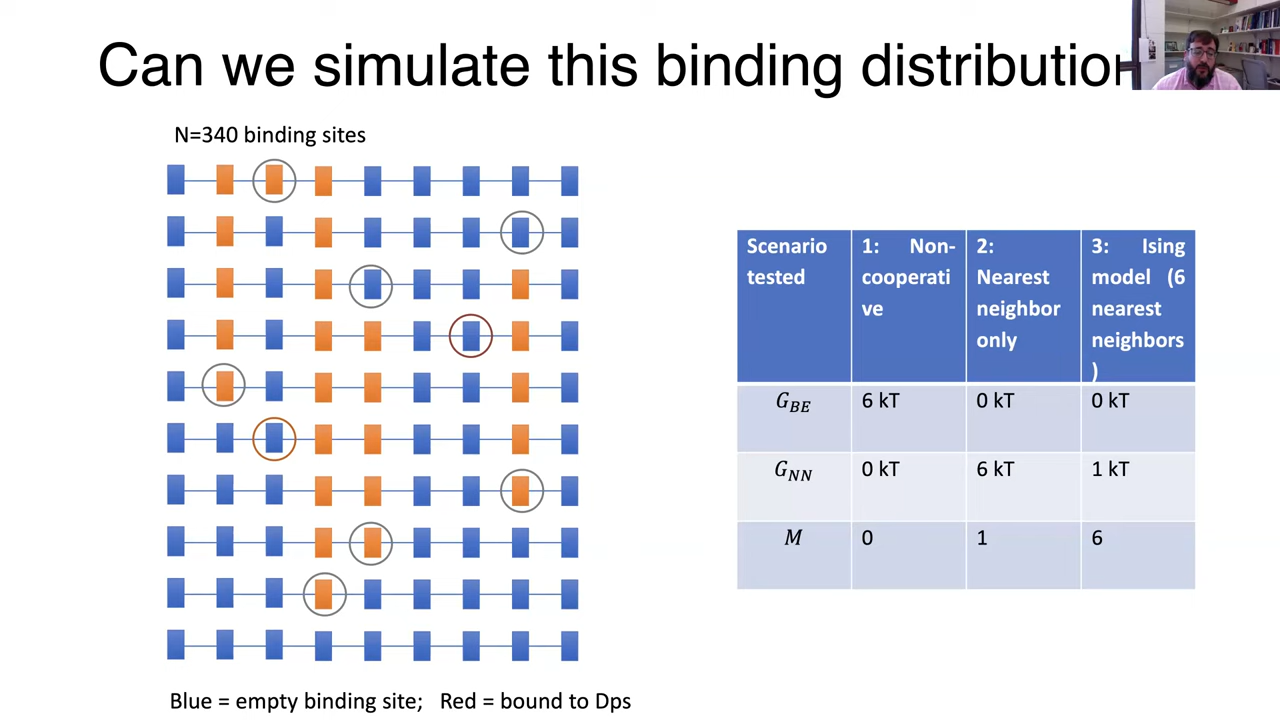 Can we simulate this binding distribution
N=340 binding sites
Scenario tested
1: Non-cooperati ve
2: Nearest neighbor only
3: Ising model (6 nearest neighbors )
G_BE
6 kT
0 kT
0 kT
G_NN
0 kT
6 kT
1 kT
M
0
1
6
Blue = empty binding site; Red = bound to Dps